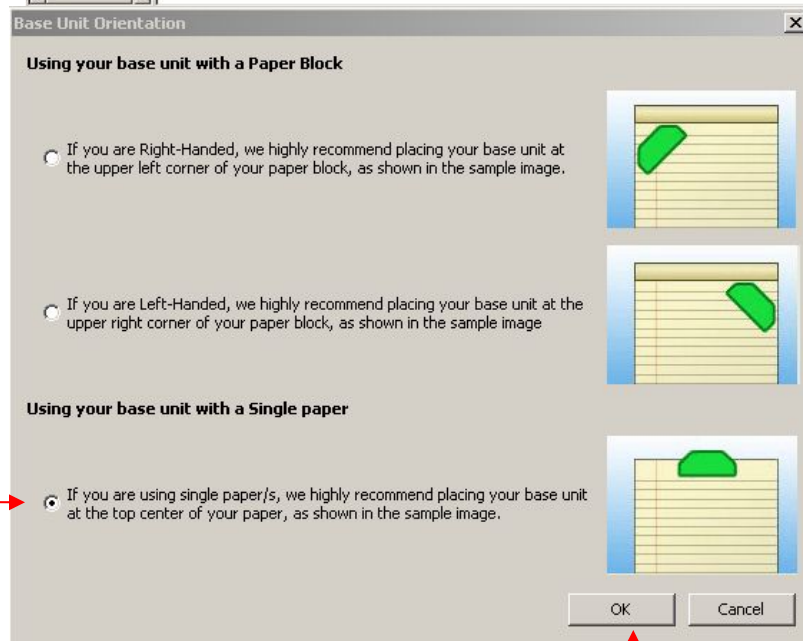 Base Unit Orientation
Using your base unit with a Paper Block
If you are Right-Handed, we highly recommend placing your base unit at
the upper left corner of your paper block, as shown in the sample image.
If you are Left-Handed, we highly recommend placing your base unit at the
upper right corner of your paper block, as shown in the sample image
Using your base unit with a Single paper
If you are using single paper/s, we highly recommend placing your base unit
at the top center of your paper, as shown in the sample image.
OK
Cancel